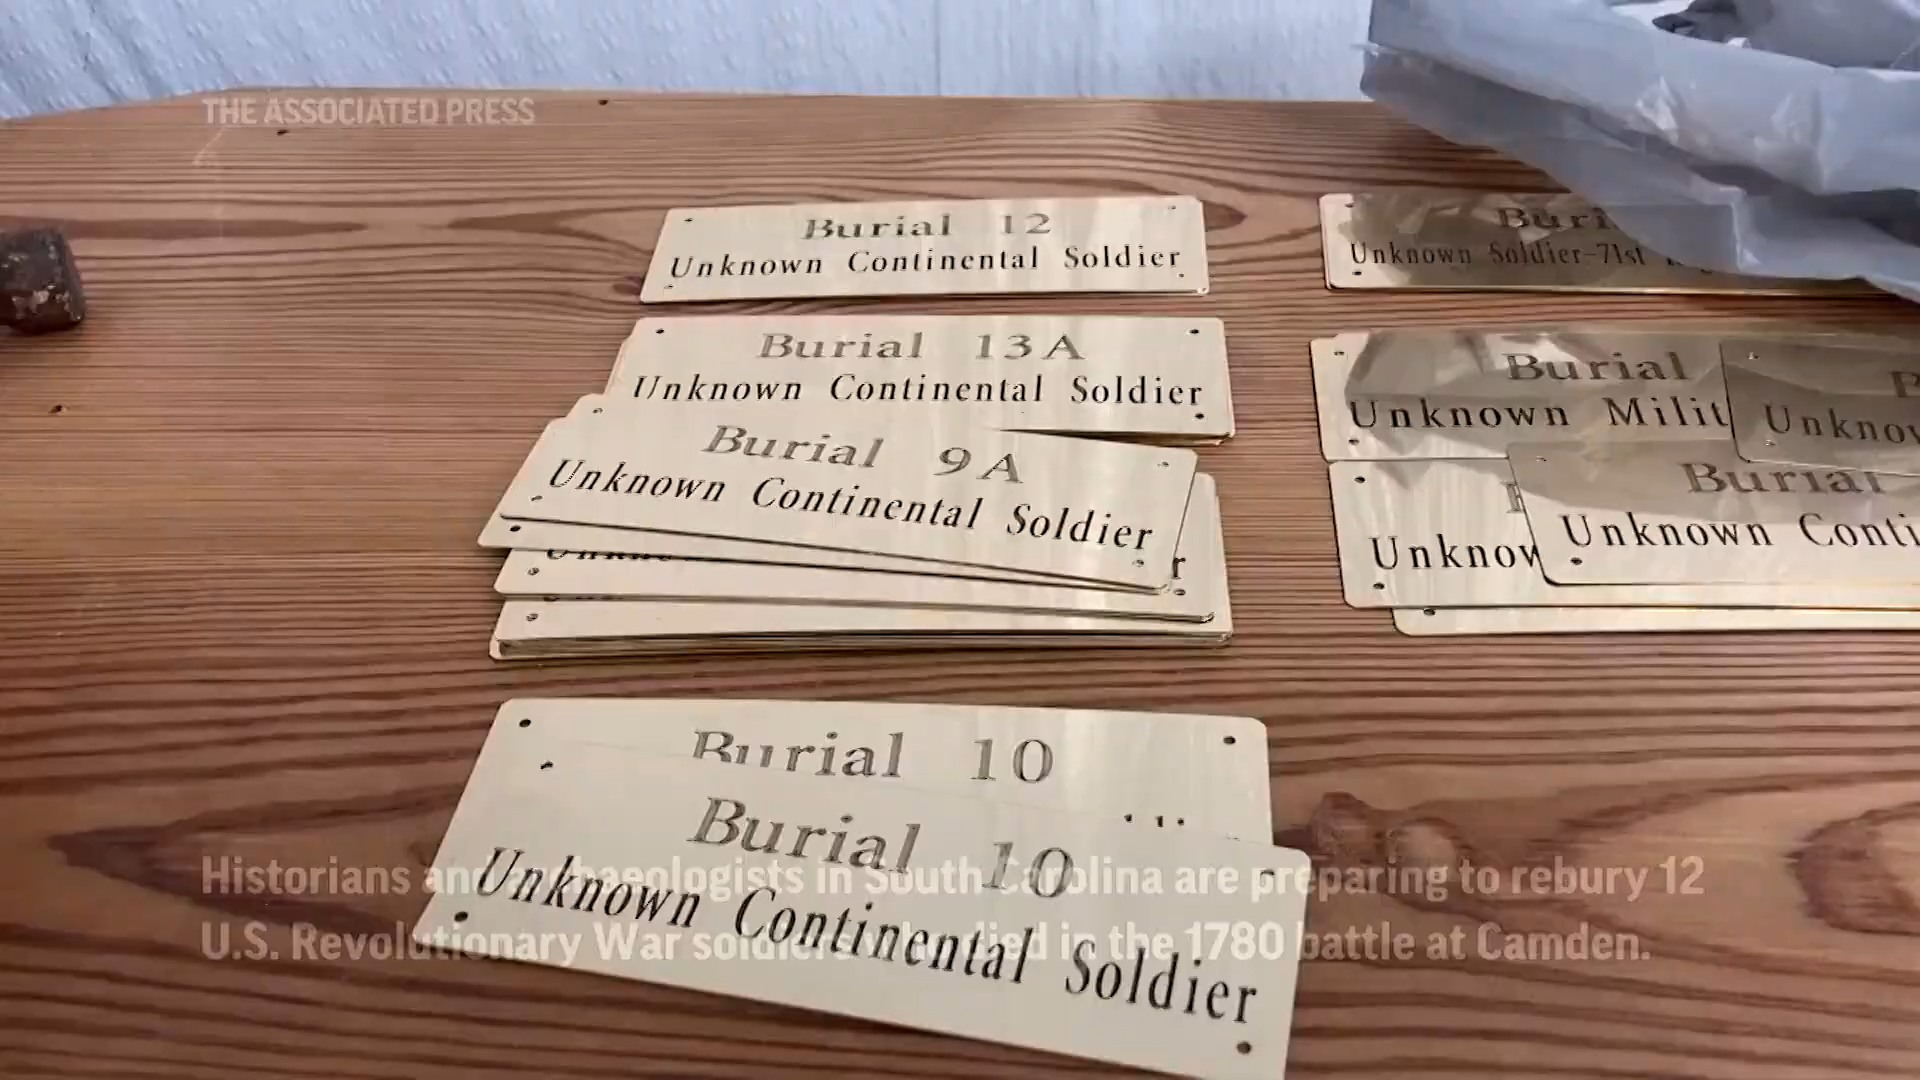 THE ASSOCIATED PRESS
Burial 12
Unknown Continental Soldier
Unknown Soldier-71st
Burial 13A
Unknown Continental Soldier
Burial
Unknown
Burial 9A
Unknown Continental Soldier
Burial
Unknown
Burial 10
Burial 10
Unknown Continental Soldier
Historians and archaeologists in South Carolina are preparing to rebury 12
U.S. Revolutionary War soldiers who died in the 1780 battle at Camden.